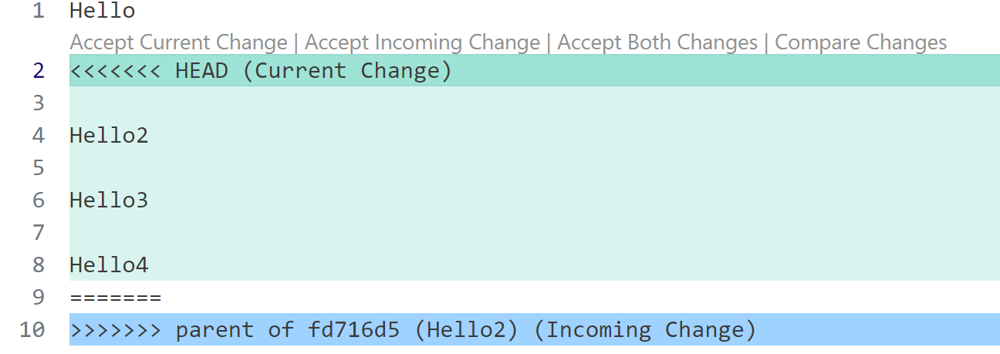 1 Hello
Accept Current Change | Accept Incoming Change | Accept Both Changes | Compare Changes
2 <<<<<<< HEAD (Current Change)
3
4 Hello2
5
6 Hello3
7
8 Hello4
9 =======
10 >>>>>>> parent of fd716d5 (Hello2) (Incoming Change)